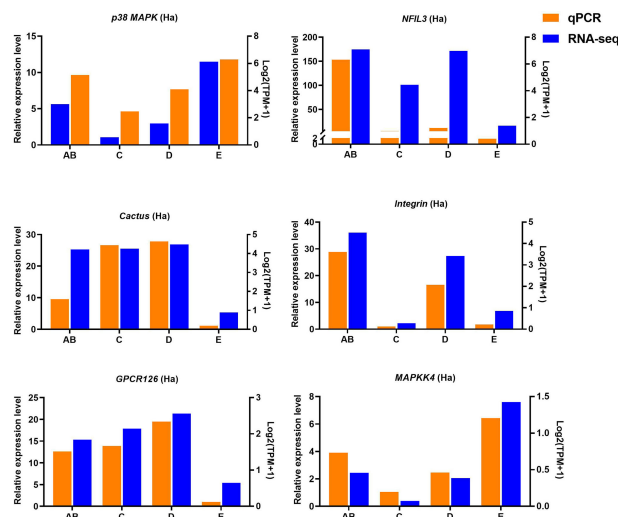 qPCR
RNA-seq
p38 MAPK (Ha)
Relative expression level
15
10
5
0
8
6
4
2
0
Log2(TPM+1)
AB C D E
NFIL3 (Ha)
Relative expression level
200
150
100
50
2
0
8
6
4
2
0
Log2(TPM+1)
AB C D E
Cactus (Ha)
Relative expression level
30
20
10
0
5
4
3
2
1
0
Log2(TPM+1)
AB C D E
Integrin (Ha)
Relative expression level
40
30
20
10
0
5
4
3
2
1
0
Log2(TPM+1)
AB C D E
GPCR126 (Ha)
Relative expression level
25
20
15
10
5
0
3
2
1
0
Log2(TPM+1)
AB C D E
MAPKK4 (Ha)
Relative expression level
8
6
4
2
0
1.5
1.0
0.5
0.0
Log2(TPM+1)
AB C D E